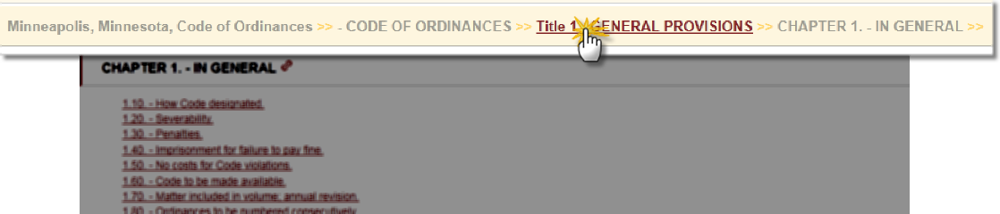 Minneapolis, Minnesota, Code of Ordinances >> - CODE OF ORDINANCES >> Title 1 - GENERAL PROVISIONS >> CHAPTER 1. - IN GENERAL >>
CHAPTER 1. - IN GENERAL
1.10. - How Code designated.
1.20. - Severability.
1.30. - Penalties.
1.40. - Imprisonment for failure to pay fine.
1.50. - No costs for Code violations.
1.60. - Code to be made available.
1.70. - Matter included in volume; annual revision.
1.80. - Ordinances to be numbered consecutively.